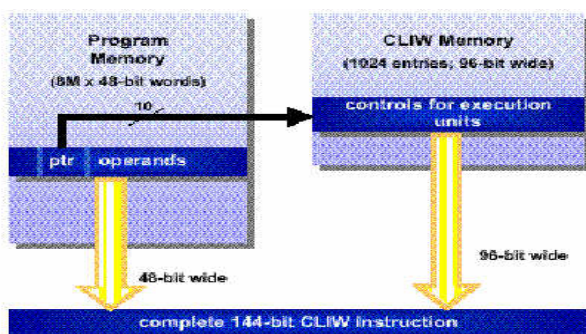 Program
Memory
(8M x 48-bit words)
CLIW Memory
(1024 entries; 96-bit wide)
10
controls for execution
units
ptr operands
48-bit wide
96-bit wide
complete 144-bit CLIW Instruction